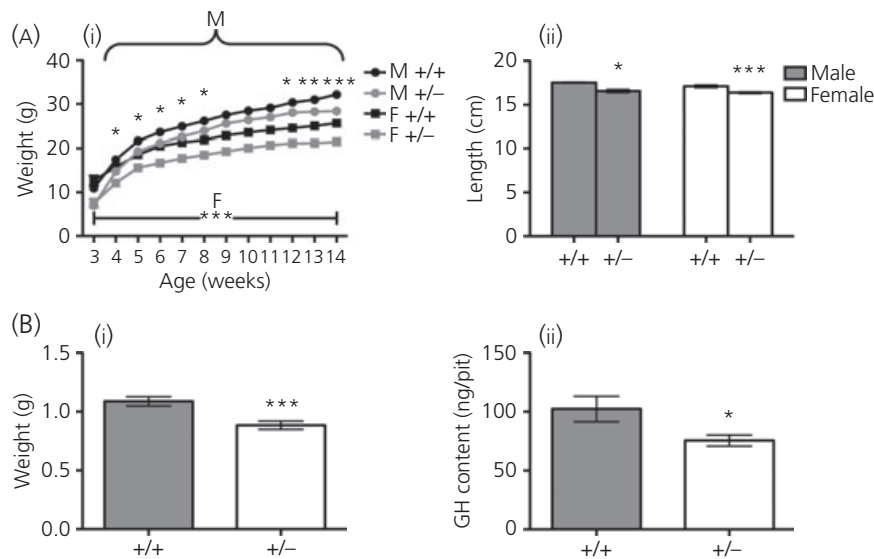 M
(A) (i)
40
30
20
10
0
Weight (g)
* * * * * * ** ***
M +/+
M +/−
F +/+
F +/−
F
***
3 4 5 6 7 8 9 10 11 12 13 14
Age (weeks)
(ii)
20
15
10
5
0
Length (cm)
* ***
Male
Female
+/+ +/− +/+ +/−
(B) (i)
1.5
1.0
0.5
0.0
Weight (g)
***
+/+ +/−
(ii)
150
100
50
0
GH content (ng/pit)
*
+/+ +/−